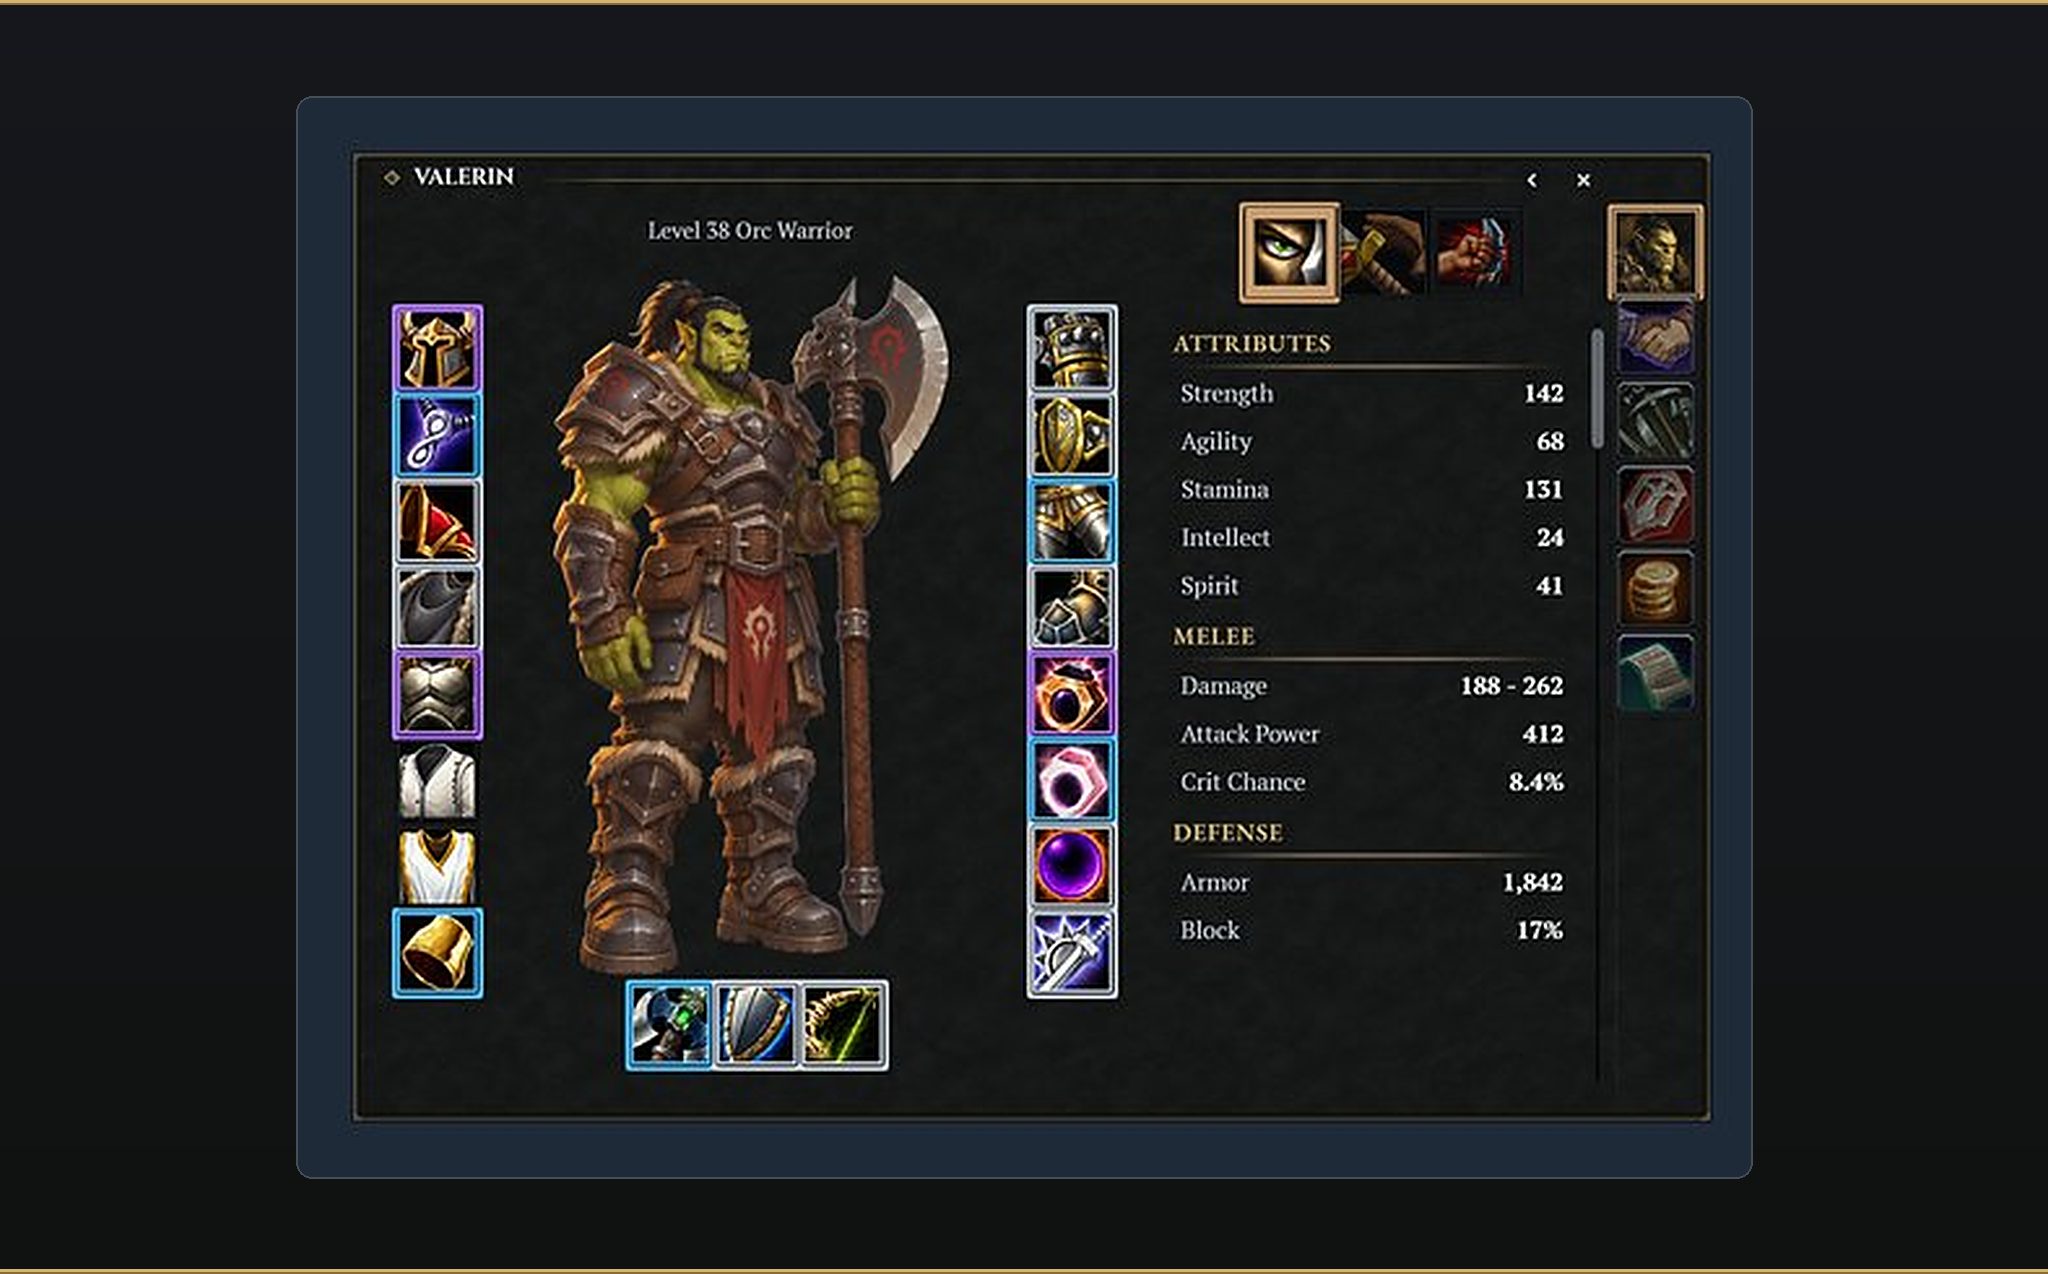 VALERIN
Level 38 Orc Warrior
ATTRIBUTES
Strength 142
Agility 68
Stamina 131
Intellect 24
Spirit 41
MELEE
Damage 188 - 262
Attack Power 412
Crit Chance 8.4%
DEFENSE
Armor 1,842
Block 17%